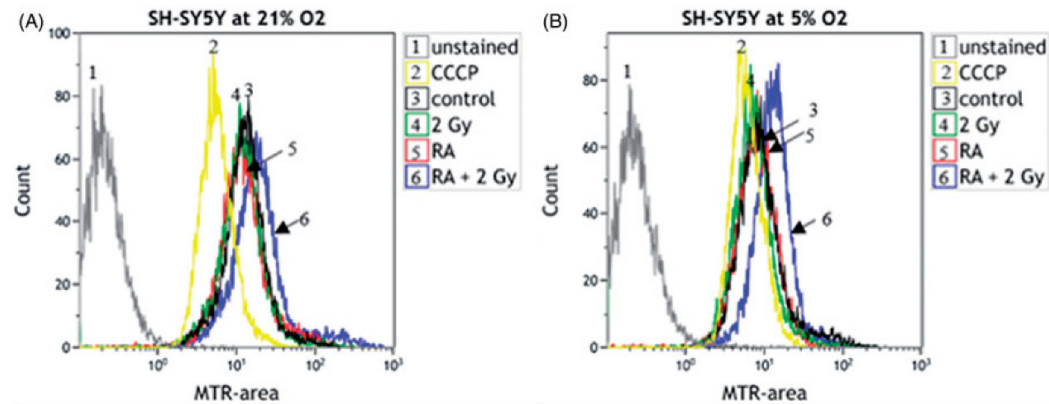 (A) SH-SY5Y at 21% O2
100
80
60
40
20
0
Count
10⁰ 10¹ 10² 10³
MTR-area
1 2 4 3 5 6
1 unstained
2 CCCP
3 control
4 2 Gy
5 RA
6 RA + 2 Gy
(B) SH-SY5Y at 5% O2
80
60
40
20
0
Count
10⁰ 10¹ 10² 10³
MTR-area
1 2 4 3 5 6
1 unstained
2 CCCP
3 control
4 2 Gy
5 RA
6 RA + 2 Gy